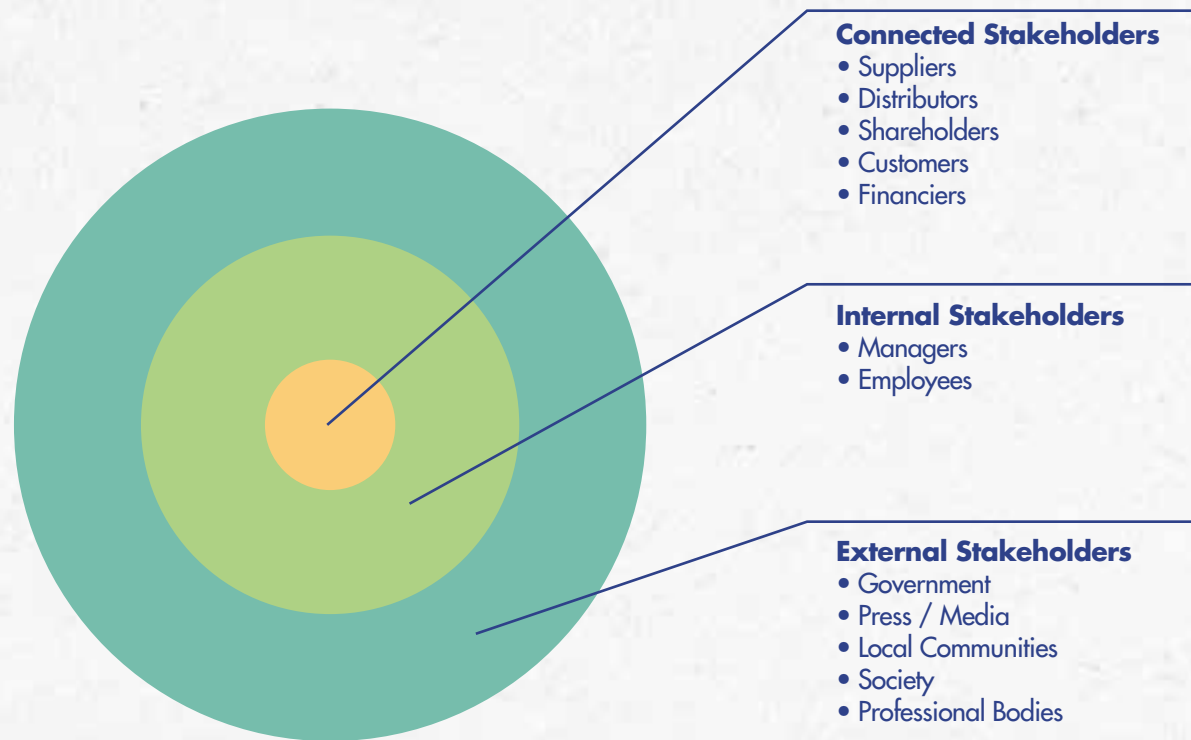 Connected Stakeholders
• Suppliers
• Distributors
• Shareholders
• Customers
• Financiers
Internal Stakeholders
• Managers
• Employees
External Stakeholders
• Government
• Press / Media
• Local Communities
• Society
• Professional Bodies